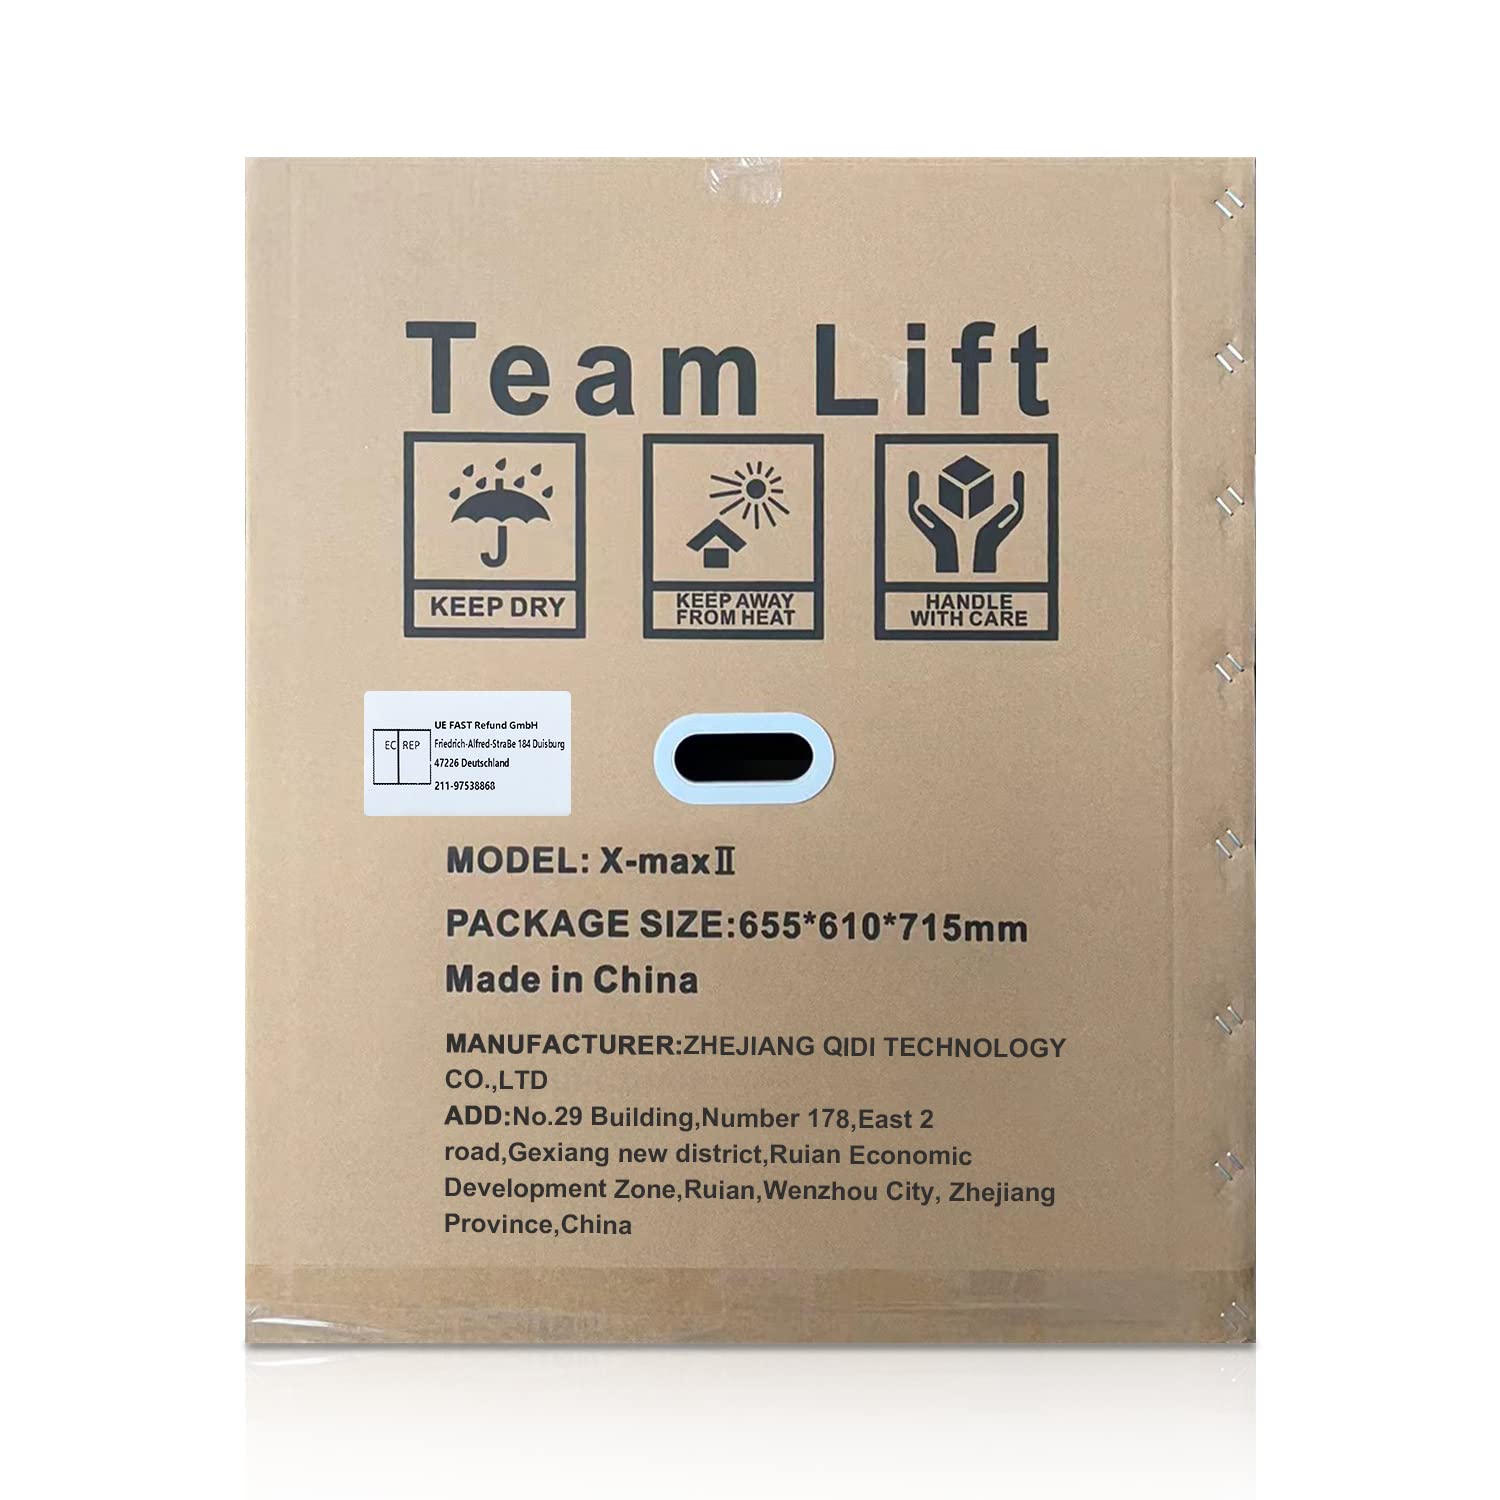 Team Lift
KEEP DRY
KEEP AWAY
FROM HEAT
HANDLE
WITH CARE
EC REP
UE FAST Refund GmbH
Friedrich-Alfred-StraBe 184 Duisburg
47226 Deutschland
211-97538868
MODEL: X-maxⅡ
PACKAGE SIZE:655*610*715mm
Made in China
MANUFACTURER:ZHEJIANG QIDI TECHNOLOGY
CO.,LTD
ADD:No.29 Building,Number 178,East 2
road,Gexiang new district,Ruian Economic
Development Zone,Ruian,Wenzhou City, Zhejiang
Province,China